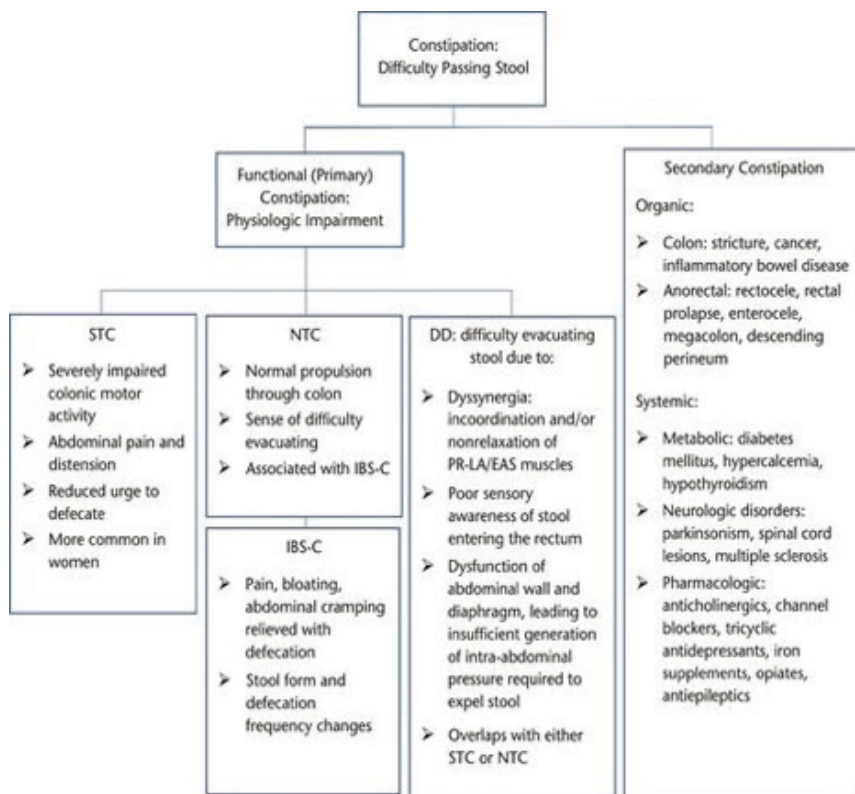 Constipation:
Difficulty Passing Stool
Functional (Primary)
Constipation:
Physiologic Impairment
STC
➤ Severely impaired
colonic motor
activity
➤ Abdominal pain and
distension
➤ Reduced urge to
defecate
➤ More common in
women
NTC
➤ Normal propulsion
through colon
➤ Sense of difficulty
evacuating
➤ Associated with IBS-C
IBS-C
➤ Pain, bloating,
abdominal cramping
relieved with
defecation
➤ Stool form and
defecation
frequency changes
DD: difficulty evacuating
stool due to:
➤ Dyssynergia:
incoordination and/or
nonrelaxation of
PR-LA/EAS muscles
➤ Poor sensory
awareness of stool
entering the rectum
➤ Dysfunction of
abdominal wall and
diaphragm, leading to
insufficient generation
of intra-abdominal
pressure required to
expel stool
➤ Overlaps with either
STC or NTC
Secondary Constipation
Organic:
➤ Colon: stricture, cancer,
inflammatory bowel disease
➤ Anorectal: rectocele, rectal
prolapse, enterocele,
megacolon, descending
perineum
Systemic:
➤ Metabolic: diabetes
mellitus, hypercalcemia,
hypothyroidism
➤ Neurologic disorders:
parkinsonism, spinal cord
lesions, multiple sclerosis
➤ Pharmacologic:
anticholinergics, channel
blockers, tricyclic
antidepressants, iron
supplements, opiates,
antiepileptics